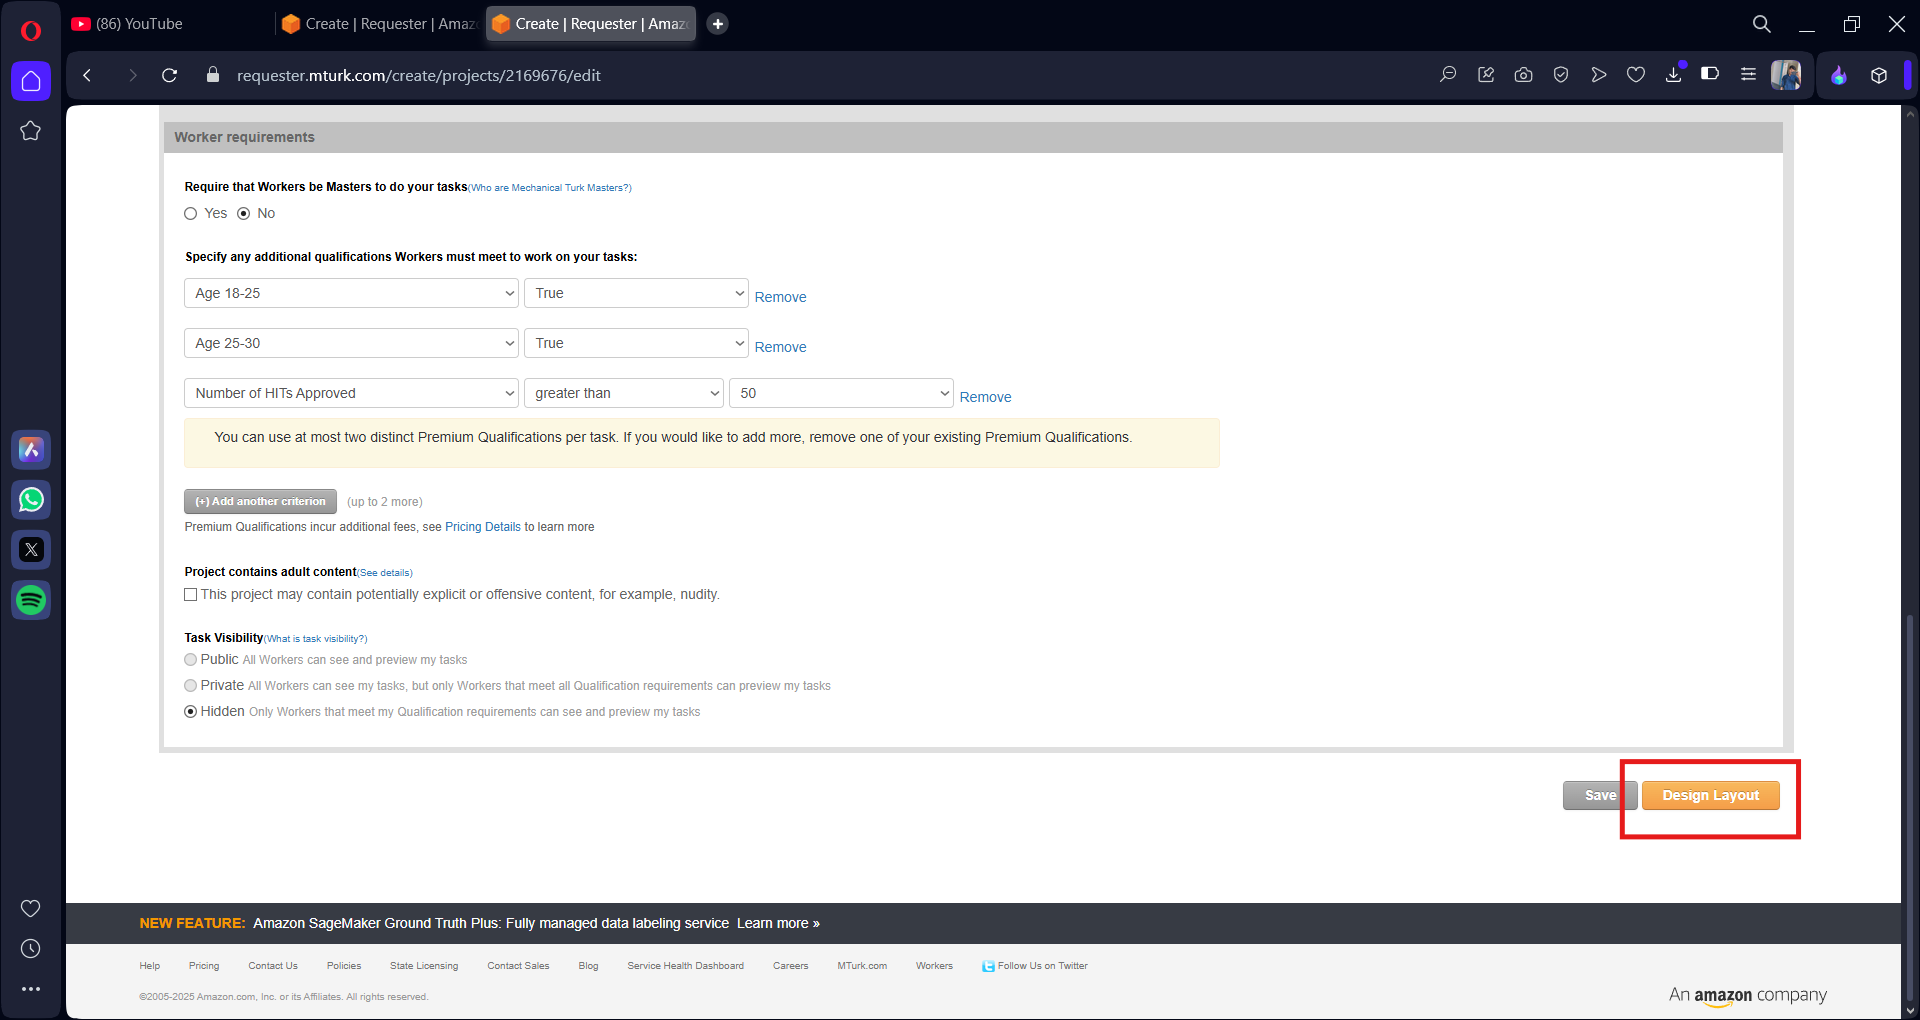 (86) YouTube
Create | Requester | Amaz
Create | Requester | Amaz
requester.mturk.com/create/projects/2169676/edit
Worker requirements
Require that Workers be Masters to do your tasks(Who are Mechanical Turk Masters?)
Yes No
Specify any additional qualifications Workers must meet to work on your tasks:
Age 18-25 True Remove
Age 25-30 True Remove
Number of HITs Approved greater than 50 Remove
You can use at most two distinct Premium Qualifications per task. If you would like to add more, remove one of your existing Premium Qualifications.
(+) Add another criterion (up to 2 more)
Premium Qualifications incur additional fees, see Pricing Details to learn more
Project contains adult content(See details)
This project may contain potentially explicit or offensive content, for example, nudity.
Task Visibility(What is task visibility?)
Public All Workers can see and preview my tasks
Private All Workers can see my tasks, but only Workers that meet all Qualification requirements can preview my tasks
Hidden Only Workers that meet my Qualification requirements can see and preview my tasks
Save Design Layout
NEW FEATURE: Amazon SageMaker Ground Truth Plus: Fully managed data labeling service Learn more »
Help Pricing Contact Us Policies State Licensing Contact Sales Blog Service Health Dashboard Careers MTurk.com Workers Follow Us on Twitter
©2005-2025 Amazon.com, Inc. or its Affiliates. All rights reserved.
An amazon company